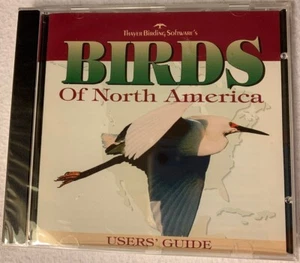 Thayer Birding Software's
BIRDS
Of North America
USERS' GUIDE